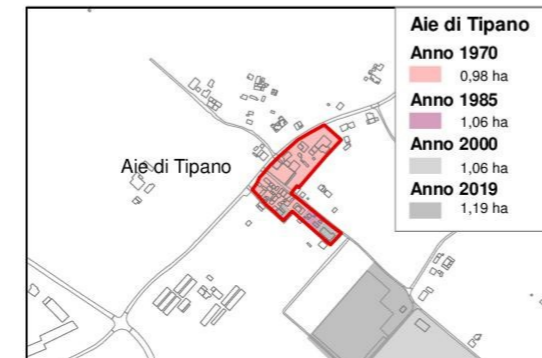 Aie di Tipano
Anno 1970
0,98 ha
Anno 1985
1,06 ha
Anno 2000
1,06 ha
Anno 2019
1,19 ha
Aie di Tipano